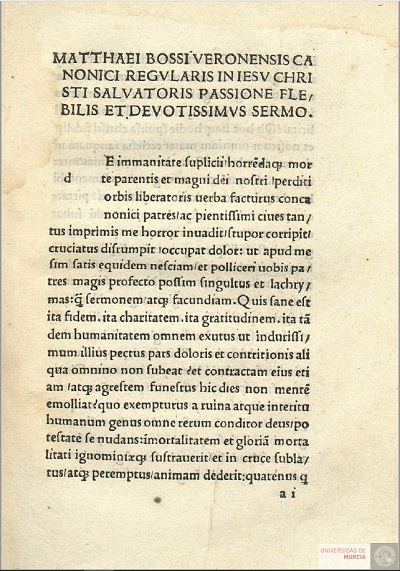 MATTHAEI BOSSI VERONENSIS CA
NONICI REGVLARIS IN IESV CHRI
STI SALVATORIS PASSIONE FLE/
BILIS ET DEVOTISSIMVS SERMO.
E immanitate suplicii/horrẽdaq; mor
d te parentis et magni dei nostri /perditi
orbis liberatoris uerba facturus conca
nonici patres/ac pientissimi ciues tan/
tus imprimis me horror inuadit/stupor corripit/
cruciatus disrumpit /occupat dolor: ut apud me
sim satis equidem nesciam/et polliceri uobis pa/
tres magis profecto possim singultus et lachry/
mas: q̃ sermonem/atq; facundiam. Quis sane est
ita fidem. ita charitatem. ita gratitudinem. ita tã
dem humanitatem omnem exutus ut indurissi/
mum illius pectus pars doloris et contritionis ali
qua omnino non subeat ?et contractam eius eti
am /atq; agrestem funestus hic dies non mentẽ
emolliat?quo exempturus a ruina atque interitu
humanum genus omne rerum conditor deus/po
testate se nudans:imortalitatem et gloriã morta
litati ignominięq; sustrauerit/et in cruce subla/
tus/atq; peremptus/animam dederit;quatenus q
a i
UNIVERSIDAD DE
MURCIA